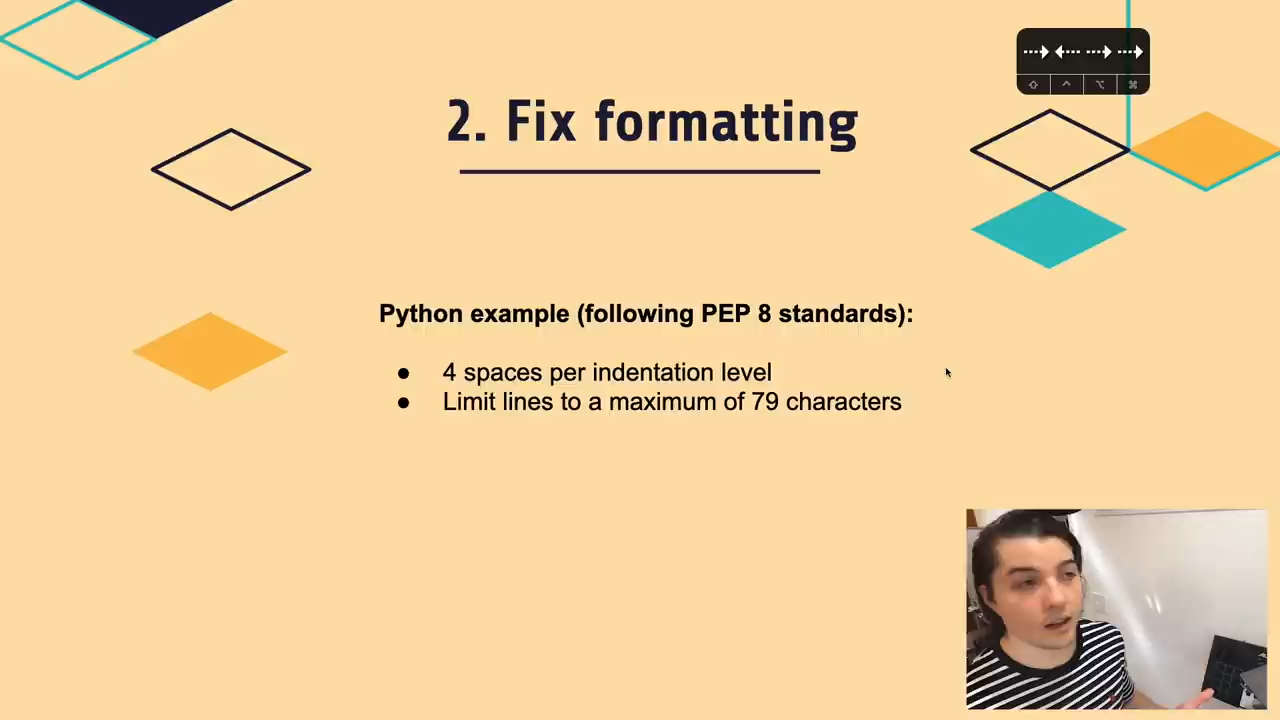 2. Fix formatting
Python example (following PEP 8 standards):
● 4 spaces per indentation level
● Limit lines to a maximum of 79 characters